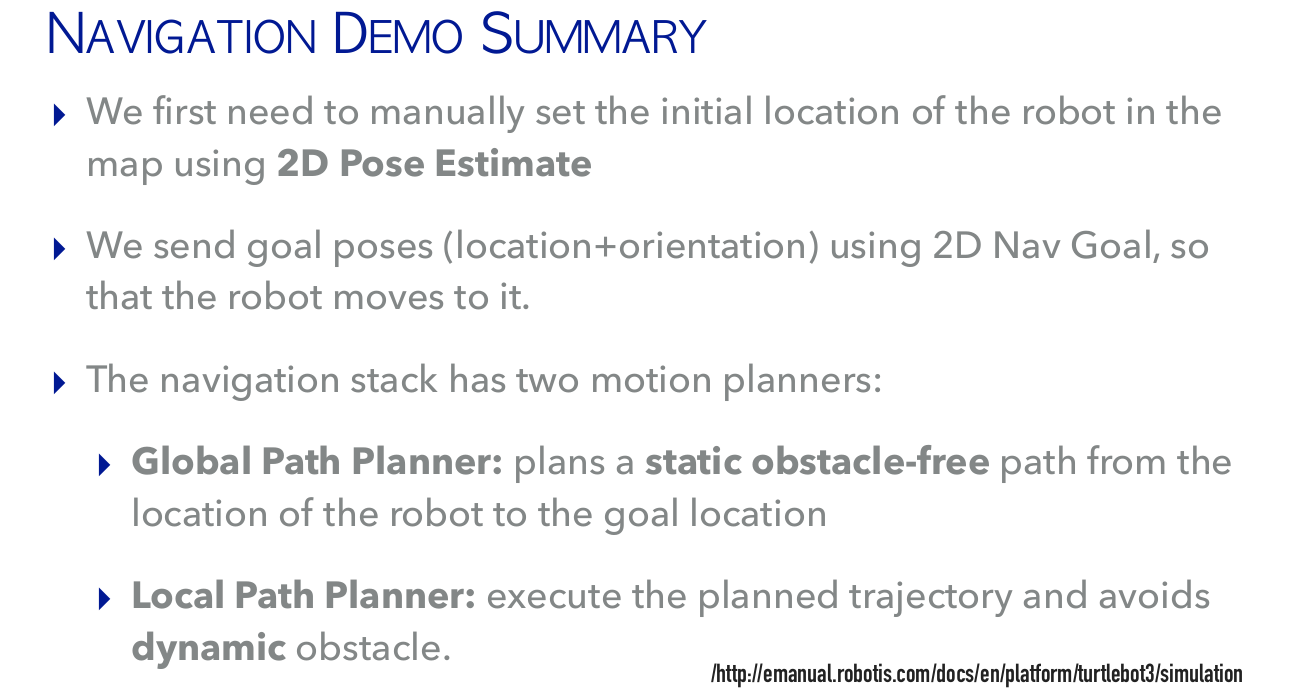 NAVIGATION DEMO SUMMARY
We first need to manually set the initial location of the robot in the
map using 2D Pose Estimate
We send goal poses (location+orientation) using 2D Nav Goal, so
that the robot moves to it.
The navigation stack has two motion planners:
Global Path Planner: plans a static obstacle-free path from the
location of the robot to the goal location
Local Path Planner: execute the planned trajectory and avoids
dynamic obstacle.
/http://emanual.robotis.com/docs/en/platform/turtlebot3/simulation